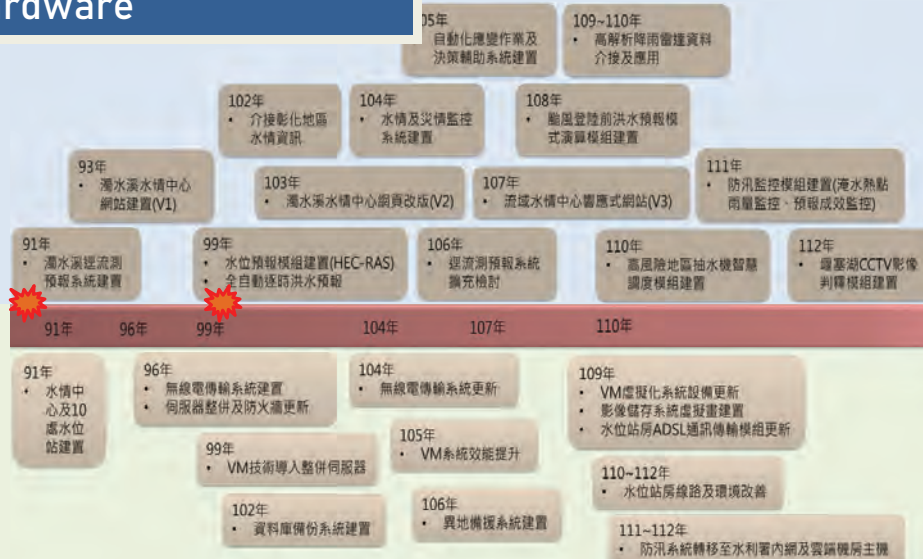 rdware
05年
• 自動化應變作業及
決策輔助系統建置
109~110年
• 高解析降雨雷達資料
介接及應用
102年
• 介接彰化地區
水情資訊
104年
• 水情及災情監控
系統建置
108年
• 颱風登陸前洪水預報模
式演算模組建置
93年
• 濁水溪水情中心
網站建置(V1)
103年
• 濁水溪水情中心網頁改版(V2)
107年
• 流域水情中心響應式網站(V3)
111年
• 防汛監控模組建置(淹水熱點
雨量監控、預報成效監控)
91年
• 濁水溪逕流測
預報系統建置
99年
• 水位預報模組建置(HEC-RAS)
• 全自動逐時洪水預報
106年
• 逕流測預報系統
擴充檢討
110年
• 高風險地區抽水機智慧
調度模組建置
112年
• 堰塞湖CCTV影像
判釋模組建置
91年 96年 99年 104年 107年 110年
91年
• 水情中
心及10
處水位
站建置
96年
• 無線電傳輸系統建置
• 伺服器整併及防火牆更新
104年
• 無線電傳輸系統更新
109年
• VM虛擬化系統設備更新
• 影像儲存系統虛擬畫建置
• 水位站房ADSL通訊傳輸模組更新
99年
• VM技術導入整併伺服器
105年
• VM系統效能提升
110~112年
• 水位站房線路及環境改善
102年
• 資料庫備份系統建置
106年
• 異地備援系統建置
111~112年
• 防汛系統轉移至水利署內網及雲端機房主機